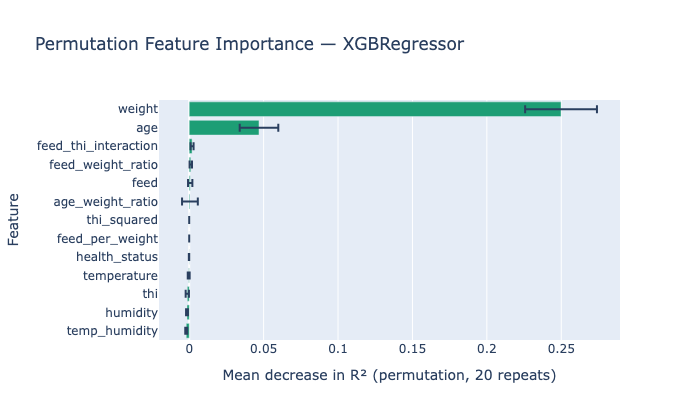 Permutation Feature Importance — XGBRegressor
Feature
weight
age
feed_thi_interaction
feed_weight_ratio
feed
age_weight_ratio
thi_squared
feed_per_weight
health_status
temperature
thi
humidity
temp_humidity
0 0.05 0.1 0.15 0.2 0.25
Mean decrease in R² (permutation, 20 repeats)